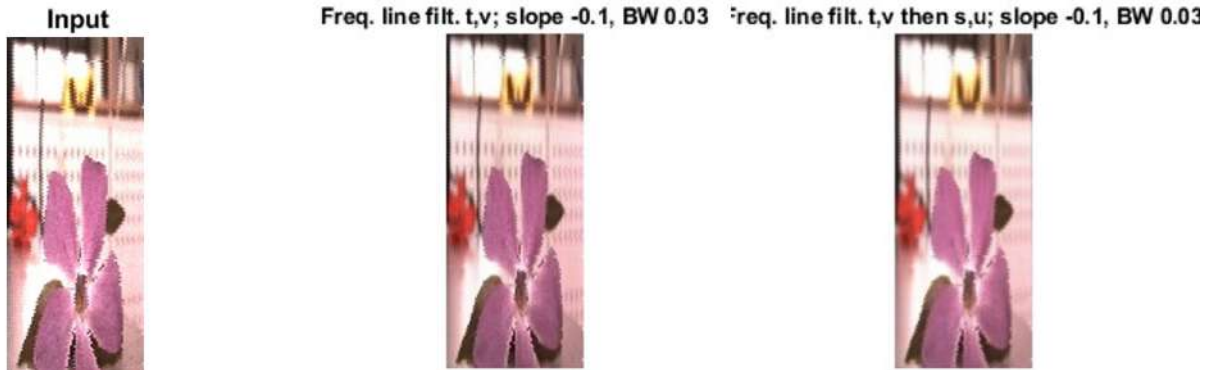 Input
Freq. line filt. t,v; slope -0.1, BW 0.03
Freq. line filt. t,v then s,u; slope -0.1, BW 0.03